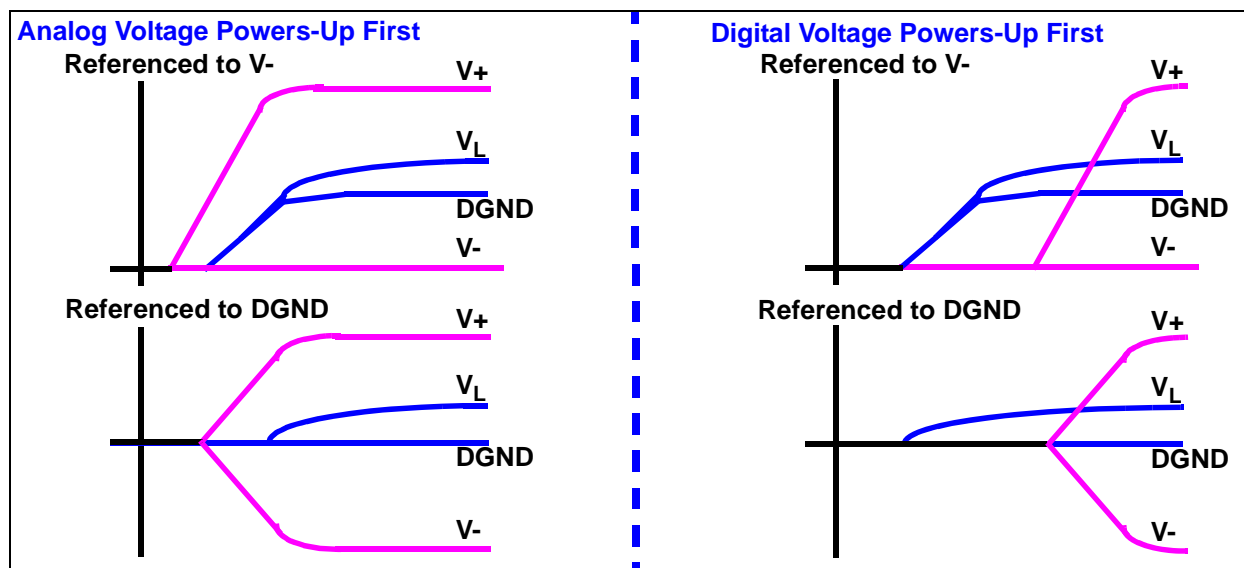 Analog Voltage Powers-Up First
Referenced to V-
V+
VL
DGND
V-
Referenced to DGND
V+
VL
DGND
V-
Digital Voltage Powers-Up First
Referenced to V-
V+
VL
DGND
V-
Referenced to DGND
V+
VL
DGND
V-